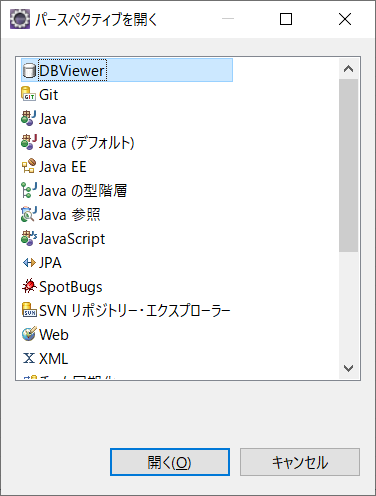 パースペクティブを開く
DBViewer
Git
Java
Java (デフォルト)
Java EE
Java の型階層
Java 参照
JavaScript
JPA
SpotBugs
SVN リポジトリー・エクスプローラー
Web
XML
開く(O)
キャンセル